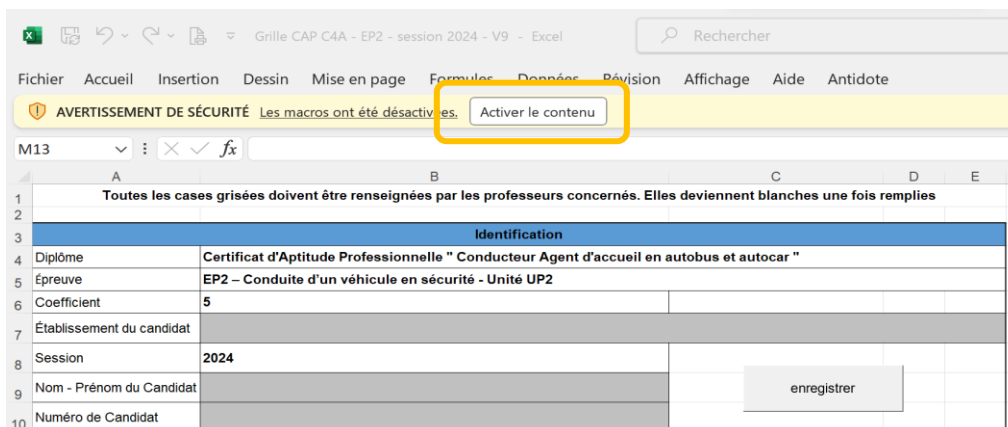 Grille CAP C4A - EP2 - session 2024 - V9 - Excel
Rechercher
Fichier Accueil Insertion Dessin Mise en page Formules Données Révision Affichage Aide Antidote
AVERTISSEMENT DE SÉCURITÉ Les macros ont été désactivées. Activer le contenu
M13 fx
A B C D E
1 Toutes les cases grisées doivent être renseignées par les professeurs concernés. Elles deviennent blanches une fois remplies
2
3 Identification
4 Diplôme Certificat d'Aptitude Professionnelle " Conducteur Agent d'accueil en autobus et autocar "
5 Épreuve EP2 – Conduite d'un véhicule en sécurité - Unité UP2
6 Coefficient 5
7 Établissement du candidat
8 Session 2024
9 Nom - Prénom du Candidat enregistrer
10 Numéro de Candidat